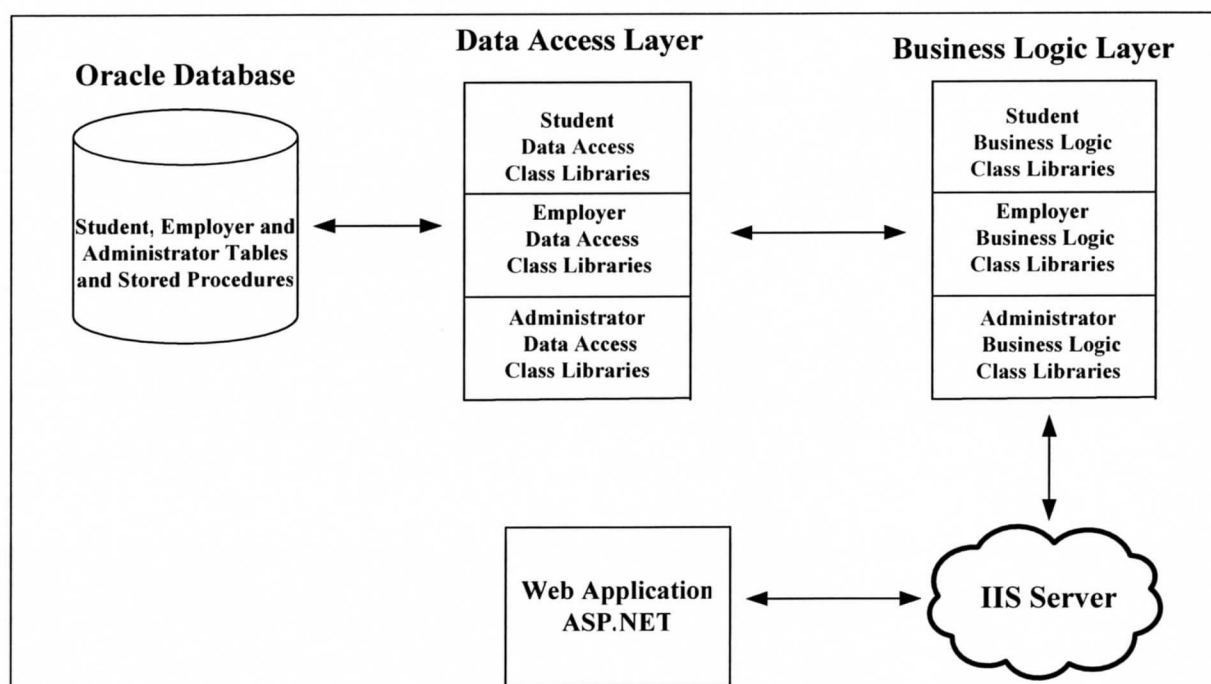 Oracle Database
Student, Employer and
Administrator Tables
and Stored Procedures
Data Access Layer
Student
Data Access
Class Libraries
Employer
Data Access
Class Libraries
Administrator
Data Access
Class Libraries
Business Logic Layer
Student
Business Logic
Class Libraries
Employer
Business Logic
Class Libraries
Administrator
Business Logic
Class Libraries
Web Application
ASP.NET
IIS Server